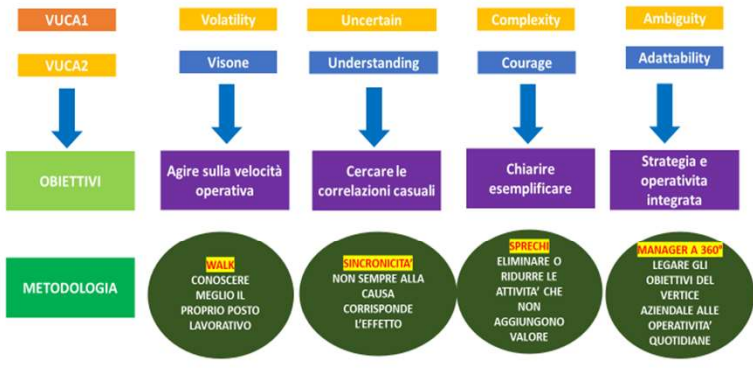 VUCA1
Volatility
Uncertain
Complexity
Ambiguity
VUCA2
Visone
Understanding
Courage
Adattability
OBIETTIVI
Agire sulla velocità
operativa
Cercare le
correlazioni casuali
Chiarire
esemplificare
Strategia e
operativita
integrata
METODOLOGIA
WALK
CONOSCERE
MEGLIO IL
PROPRIO POSTO
LAVORATIVO
SINCRONICITA'
NON SEMPRE ALLA
CAUSA
CORRISPONDE
L'EFFETTO
SPRECHI
ELIMINARE O
RIDURRE LE
ATTIVITA' CHE
NON
AGGIUNGONO
VALORE
MANAGER A 360°
LEGARE GLI
OBIETTIVI DEL
VERTICE
AZIENDALE ALLE
OPERATIVITA'
QUOTIDIANE